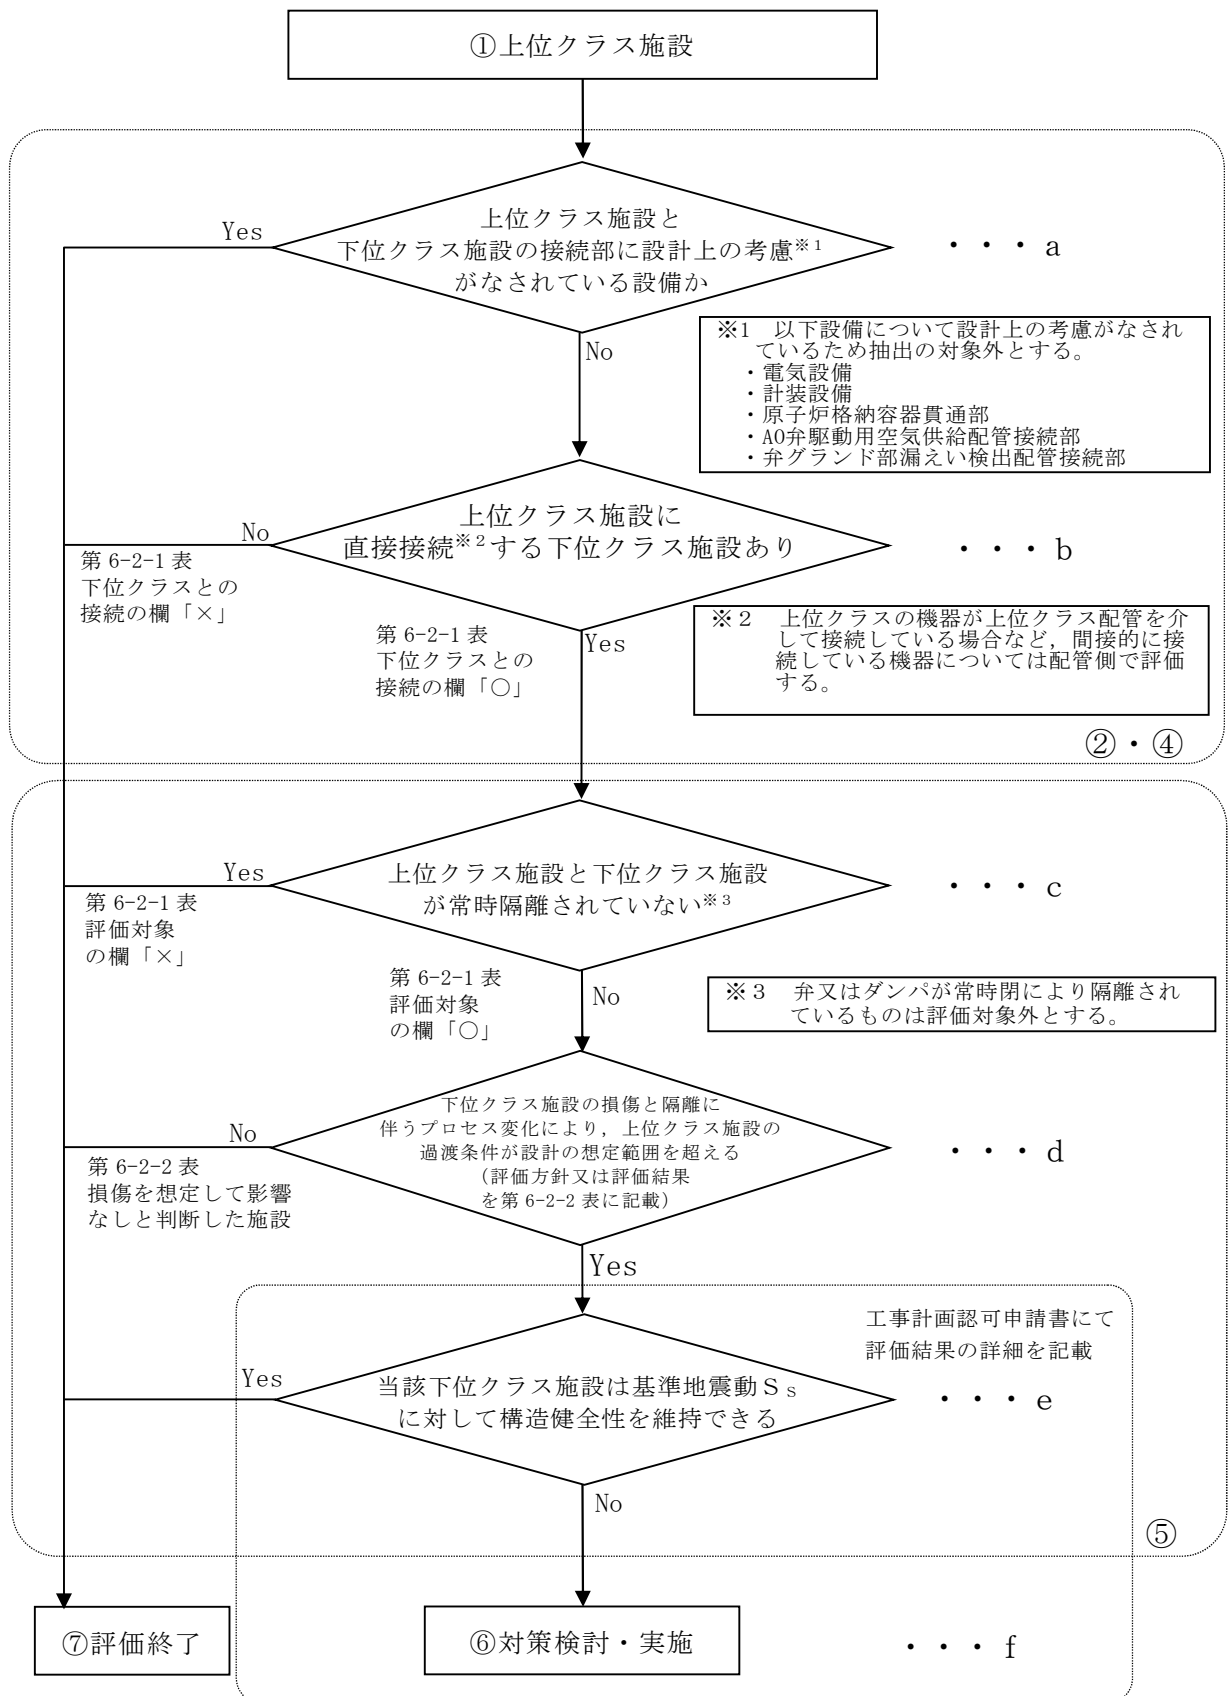 ①上位クラス施設
上位クラス施設と
下位クラス施設の接続部に設計上の考慮※1
がなされている設備か
Yes
・・・a
No
※1 以下設備について設計上の考慮がなされ
ているため抽出の対象外とする。
・電気設備
・計装設備
・原子炉格納容器貫通部
・AO弁駆動用空気供給配管接続部
・弁グランド部漏えい検出配管接続部
上位クラス施設に
直接接続※2する下位クラス施設あり
No
・・・b
第 6-2-1 表
下位クラスとの
接続の欄「×」
第 6-2-1 表
下位クラスとの
接続の欄「○」
Yes
※2 上位クラスの機器が上位クラス配管を介
して接続している場合など,間接的に接
続している機器については配管側で評価
する。
②・④
上位クラス施設と下位クラス施設
が常時隔離されていない※3
Yes
・・・c
第 6-2-1 表
評価対象
の欄「×」
第 6-2-1 表
評価対象
の欄「○」
No
※3 弁又はダンパが常時閉により隔離され
ているものは評価対象外とする。
下位クラス施設の損傷と隔離に
伴うプロセス変化により,上位クラス施設の
過渡条件が設計の想定範囲を超える
(評価方針又は評価結果
を第 6-2-2 表に記載)
No
・・・d
第 6-2-2 表
損傷を想定して影響
なしと判断した施設
Yes
工事計画認可申請書にて
評価結果の詳細を記載
当該下位クラス施設は基準地震動Ss
に対して構造健全性を維持できる
Yes
・・・e
No
⑤
⑦評価終了
⑥対策検討・実施
・・・f